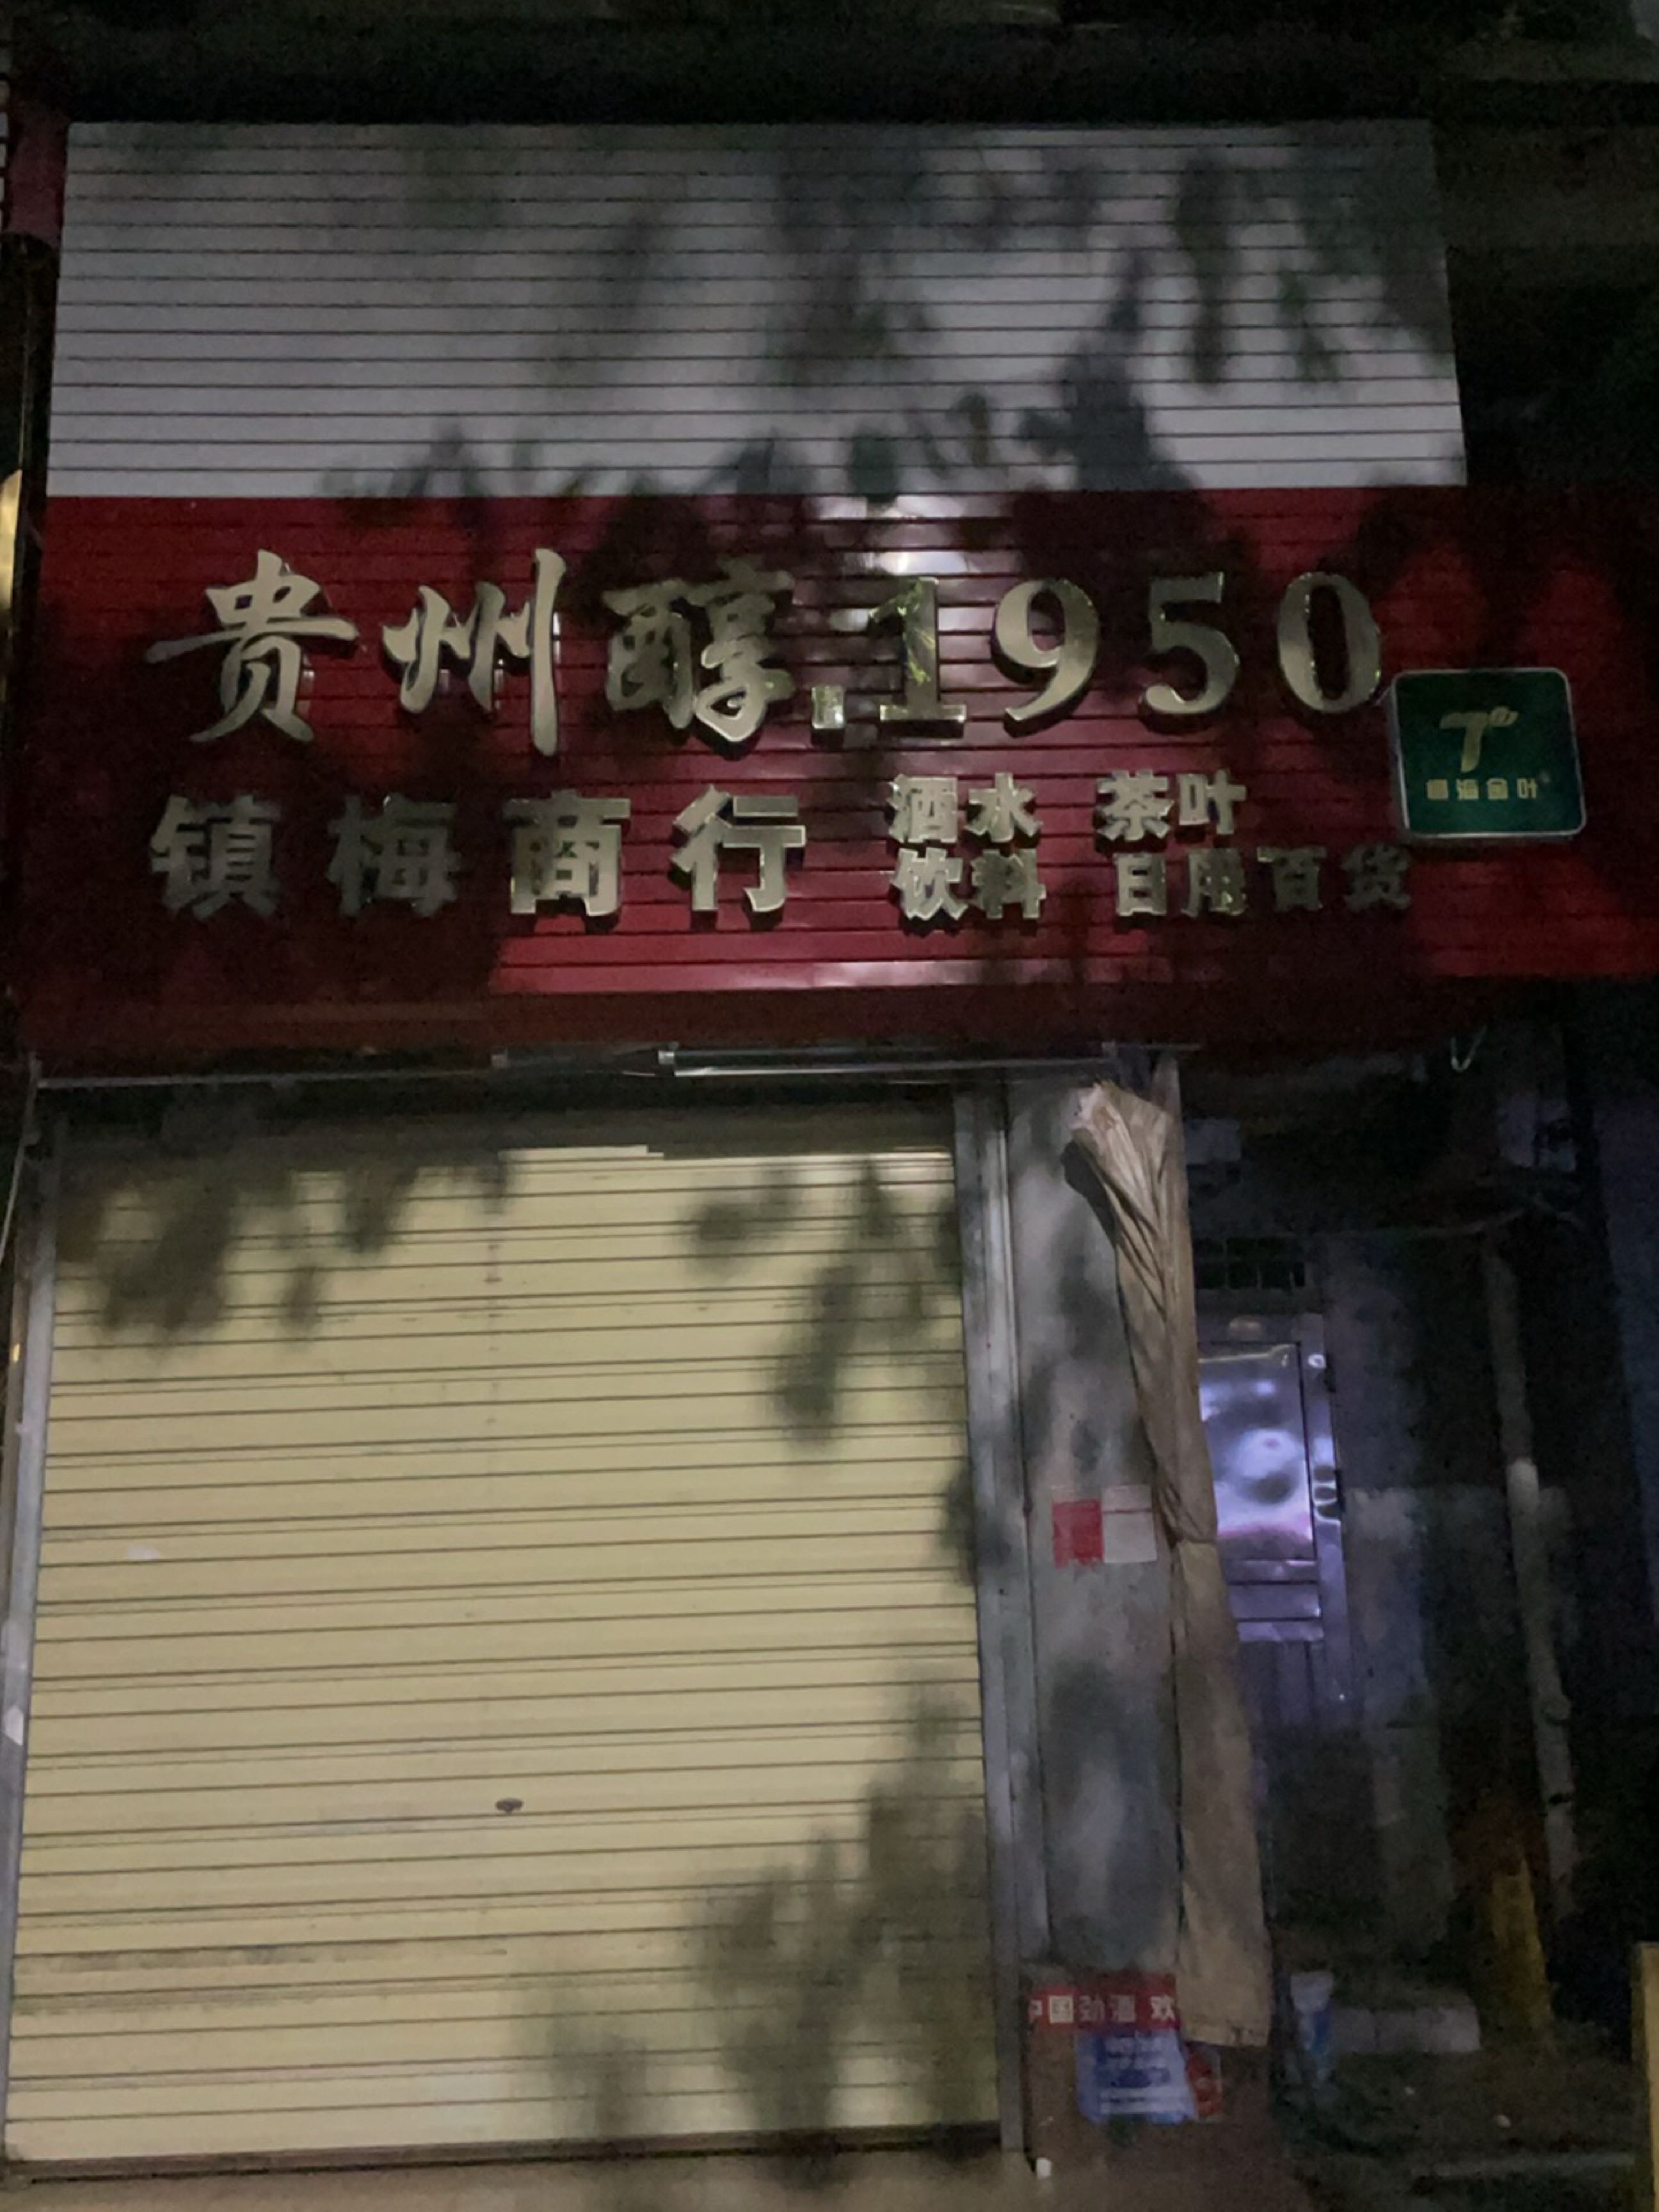 贵州醇.1950
镇梅商行
酒水 茶叶
饮料 日用百货
中国劲酒 欢